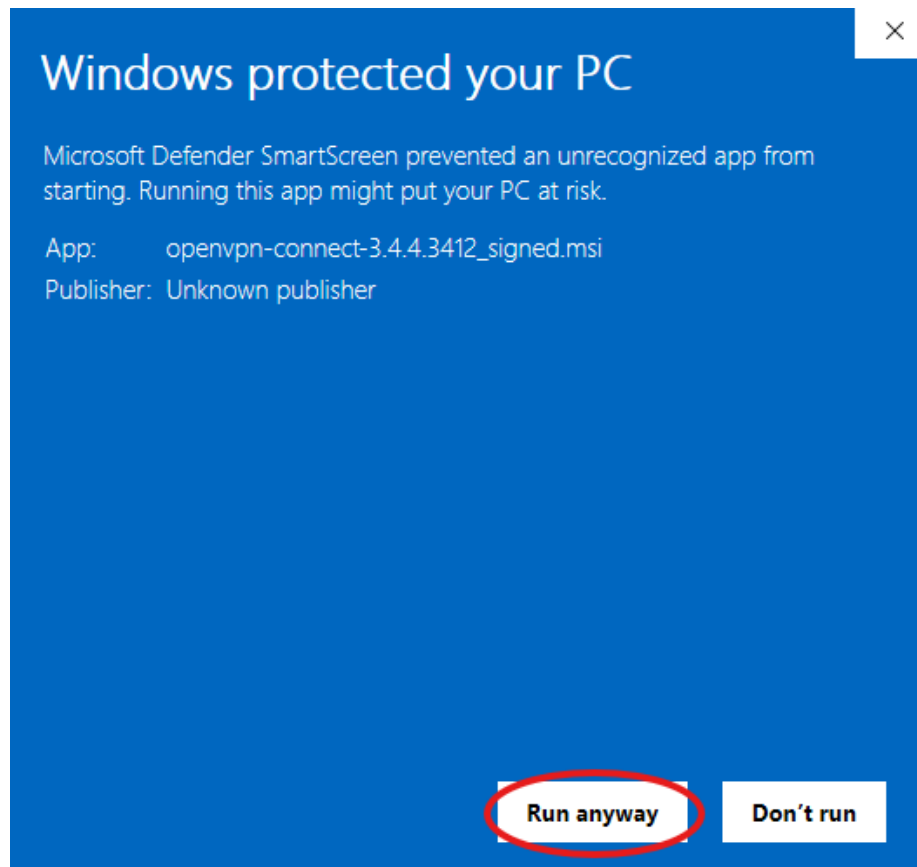 Windows protected your PC
Microsoft Defender SmartScreen prevented an unrecognized app from
starting. Running this app might put your PC at risk.
App: openvpn-connect-3.4.4.3412_signed.msi
Publisher: Unknown publisher
Run anyway Don't run